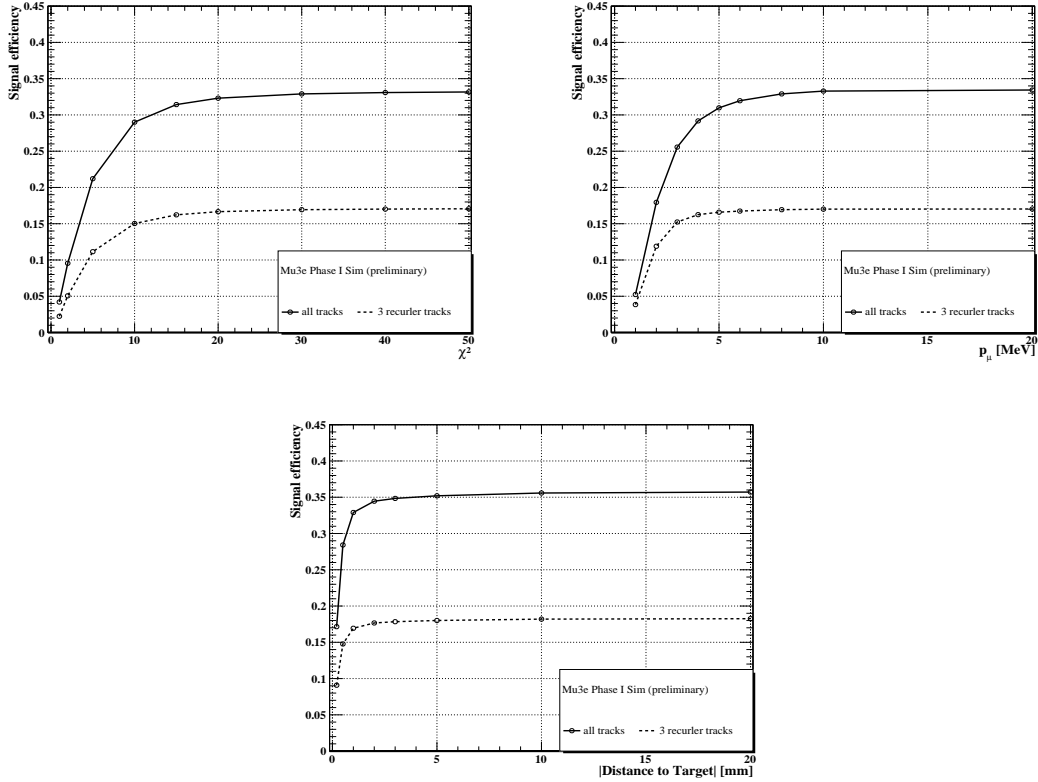 Signal efficiency
0.45
0.4
0.35
0.3
0.25
0.2
0.15
0.1
0.05
0
0 10 20 30 40 50
χ²
Mu3e Phase I Sim (preliminary)
all tracks 3 recurler tracks
Signal efficiency
0.45
0.4
0.35
0.3
0.25
0.2
0.15
0.1
0.05
0
0 5 10 15 20
pμ [MeV]
Mu3e Phase I Sim (preliminary)
all tracks 3 recurler tracks
Signal efficiency
0.45
0.4
0.35
0.3
0.25
0.2
0.15
0.1
0.05
0
0 5 10 15 20
|Distance to Target| [mm]
Mu3e Phase I Sim (preliminary)
all tracks 3 recurler tracks